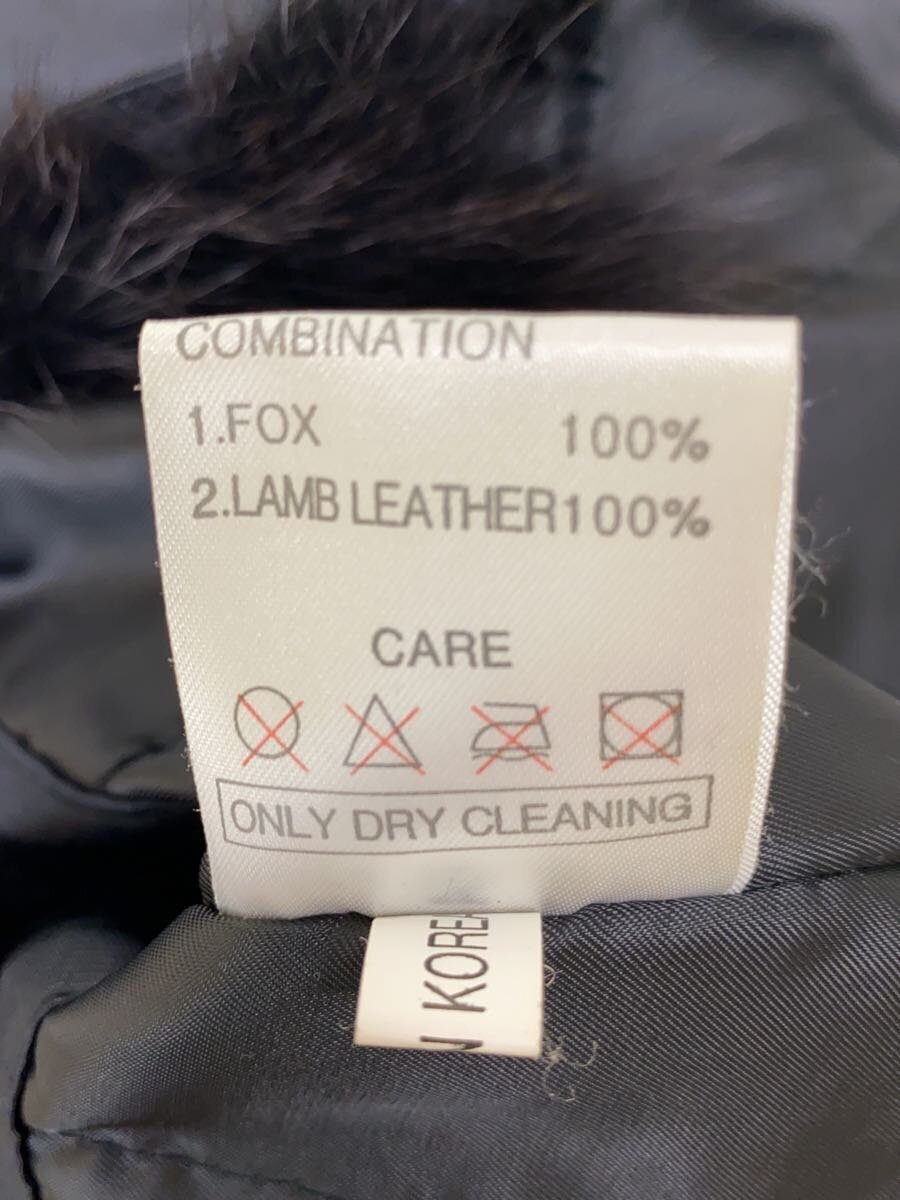 COMBINATION
1.FOX 100%
2.LAMB LEATHER100%
CARE
ONLY DRY CLEANING
N KOREA